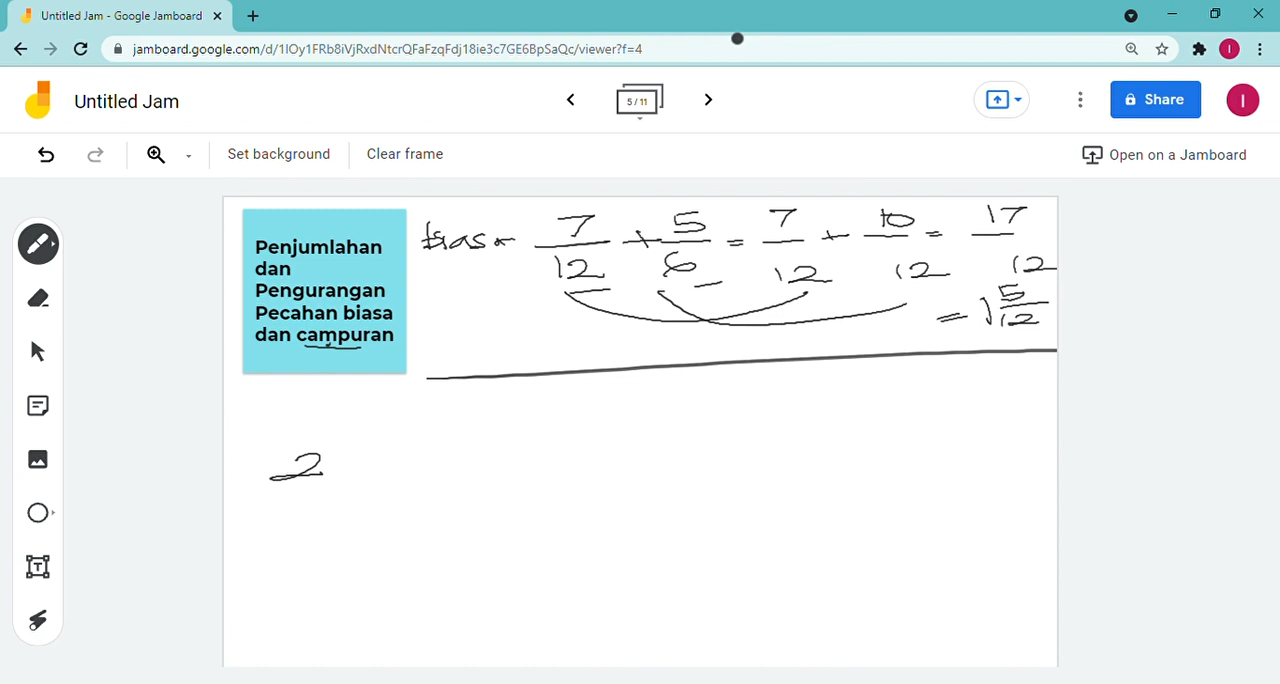 Untitled Jam - Google Jamboard
jamboard.google.com/d/1IOy1FRb8iVjRxdNtcrQFaFzqFdj18ie3c7GE6BpSaQc/viewer?f=4
I
Untitled Jam
5 / 11
Share
I
Set background
Clear frame
Open on a Jamboard
Penjumlahan
dan
Pengurangan
Pecahan biasa
dan campuran
biasa 7/12 + 5/6 = 7/12 + 10/12 = 17/12
= 1 5/12
2
T